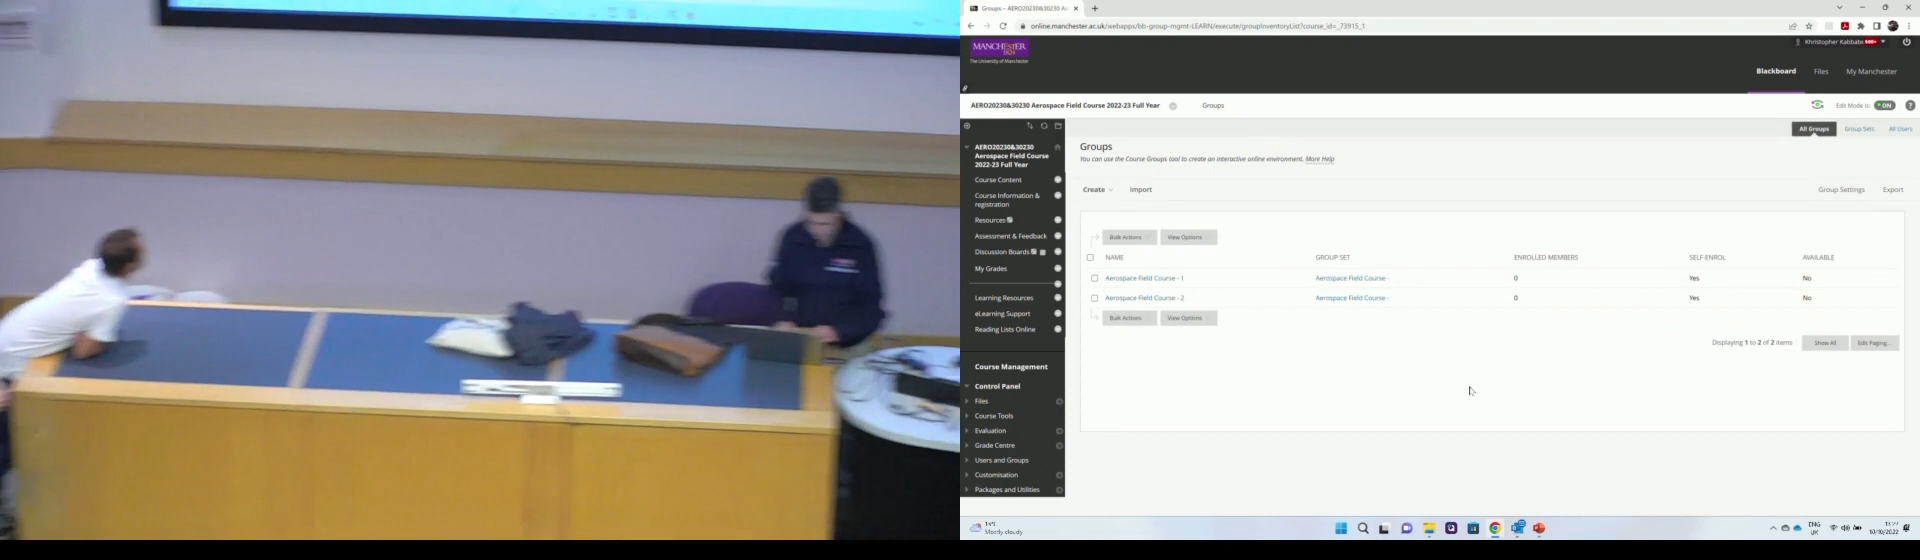 Groups – AERO20230&30230 A
online.manchester.ac.uk/webapps/bb-group-mgmt-LEARN/execute/groupInventoryList?course_id=_73915_1
MANCHESTER
1824
The University of Manchester
Khristopher Kabbabe
Blackboard Files My Manchester
AERO20230&30230 Aerospace Field Course 2022-23 Full Year Groups
Edit Mode is: ON ?
All Groups Group Sets All Users
AERO20230&30230
Aerospace Field Course
2022-23 Full Year
Course Content
Course Information &
registration
Resources
Assessment & Feedback
Discussion Boards
My Grades
Learning Resources
eLearning Support
Reading Lists Online
Course Management
Control Panel
Files
Course Tools
Evaluation
Grade Centre
Users and Groups
Customisation
Packages and Utilities
Groups
You can use the Course Groups tool to create an interactive online environment. More Help
Create Import Group Settings Export
Bulk Actions View Options
NAME GROUP SET ENROLLED MEMBERS SELF-ENROL AVAILABLE
Aerospace Field Course - 1 Aerospace Field Course - 0 Yes No
Aerospace Field Course - 2 Aerospace Field Course - 0 Yes No
Bulk Actions View Options
Displaying 1 to 2 of 2 items Show All Edit Paging...
Mostly cloudy
ENG
UK
10/10/2022